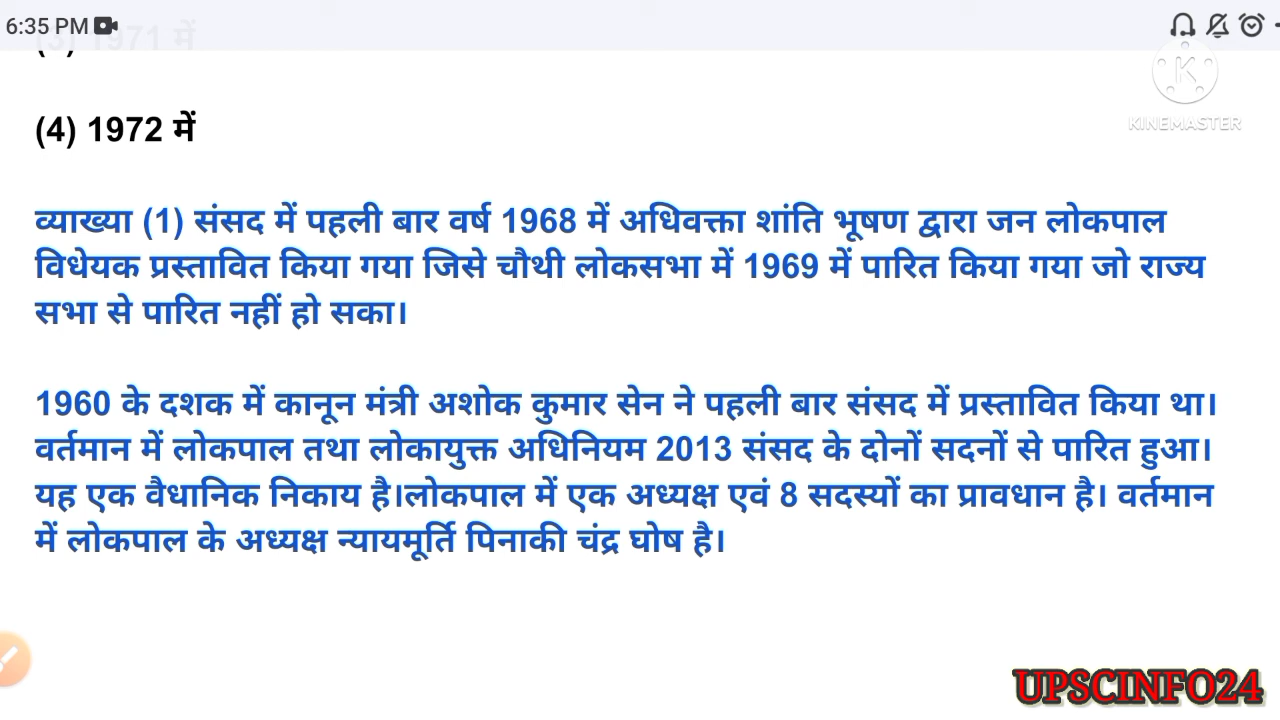 6:35 PM
(3) 1971 में
KINEMASTER
(4) 1972 में
व्याख्या (1) संसद में पहली बार वर्ष 1968 में अधिवक्ता शांति भूषण द्वारा जन लोकपाल
विधेयक प्रस्तावित किया गया जिसे चौथी लोकसभा में 1969 में पारित किया गया जो राज्य
सभा से पारित नहीं हो सका।
1960 के दशक में कानून मंत्री अशोक कुमार सेन ने पहली बार संसद में प्रस्तावित किया था।
वर्तमान में लोकपाल तथा लोकायुक्त अधिनियम 2013 संसद के दोनों सदनों से पारित हुआ।
यह एक वैधानिक निकाय है।लोकपाल में एक अध्यक्ष एवं 8 सदस्यों का प्रावधान है। वर्तमान
में लोकपाल के अध्यक्ष न्यायमूर्ति पिनाकी चंद्र घोष है।
UPSCINFO24